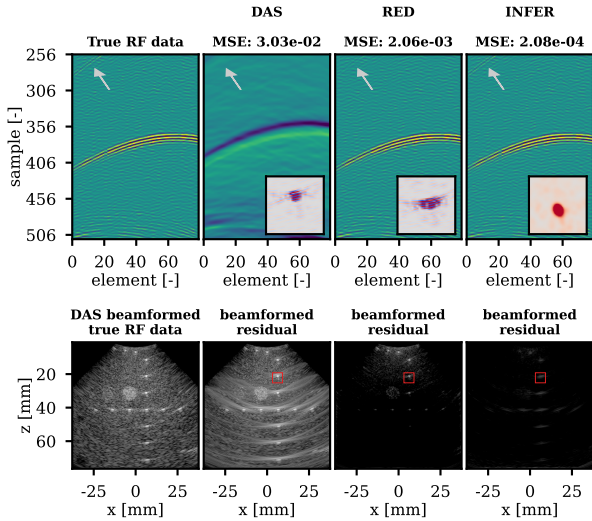 DAS RED INFER
True RF data MSE: 3.03e-02 MSE: 2.06e-03 MSE: 2.08e-04
256
306
356
406
456
506
sample [-]
0 20 40 60 0 20 40 60 0 20 40 60 0 20 40 60
element [-] element [-] element [-] element [-]
DAS beamformed beamformed beamformed beamformed
true RF data residual residual residual
20
40
60
z [mm]
-25 0 25 -25 0 25 -25 0 25 -25 0 25
x [mm] x [mm] x [mm] x [mm]